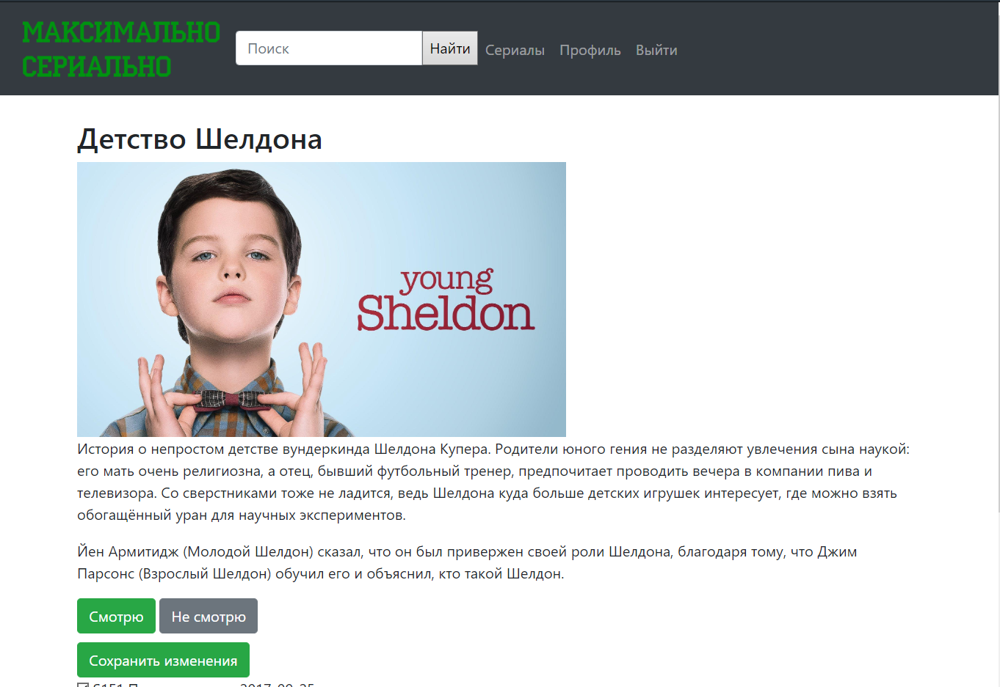 МАКСИМАЛЬНО
СЕРИАЛЬНО
Поиск
Найти
Сериалы
Профиль
Выйти
Детство Шелдона
young
Sheldon
История о непростом детстве вундеркинда Шелдона Купера. Родители юного гения не разделяют увлечения сына наукой:
его мать очень религиозна, а отец, бывший футбольный тренер, предпочитает проводить вечера в компании пива и
телевизора. Со сверстниками тоже не ладится, ведь Шелдона куда больше детских игрушек интересует, где можно взять
обогащённый уран для научных экспериментов.
Йен Армитидж (Молодой Шелдон) сказал, что он был привержен своей роли Шелдона, благодаря тому, что Джим
Парсонс (Взрослый Шелдон) обучил его и объяснил, кто такой Шелдон.
Смотрю
Не смотрю
Сохранить изменения